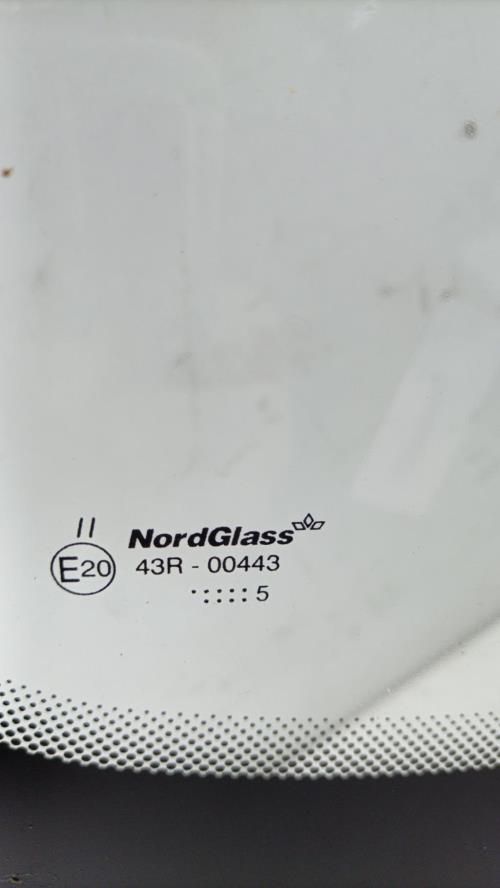 II
NordGlass
E20 43R - 00443
.::::: 5